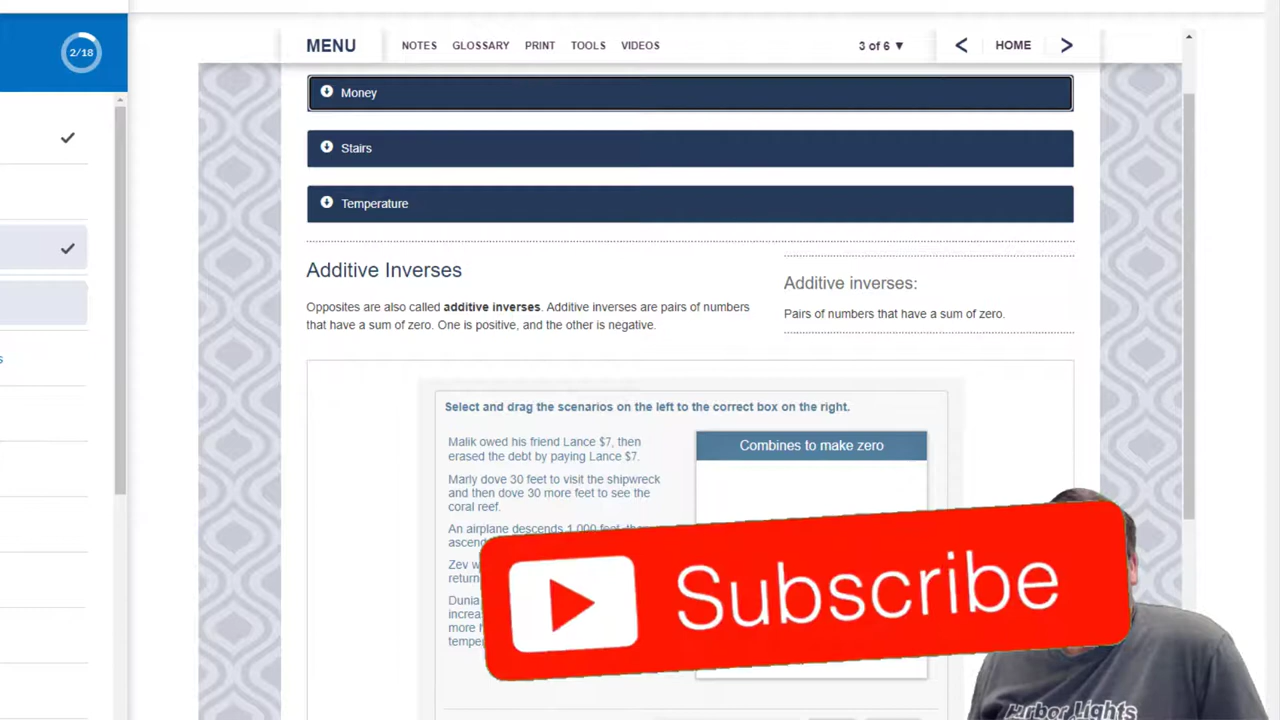 2/18
MENU
NOTES GLOSSARY PRINT TOOLS VIDEOS
3 of 6 ▼
HOME
Money
Stairs
Temperature
Additive Inverses
Opposites are also called additive inverses. Additive inverses are pairs of numbers
that have a sum of zero. One is positive, and the other is negative.
Additive inverses:
Pairs of numbers that have a sum of zero.
Select and drag the scenarios on the left to the correct box on the right.
Malik owed his friend Lance $7, then
erased the debt by paying Lance $7.
Marly dove 30 feet to visit the shipwreck
and then dove 30 more feet to see the
coral reef.
An airplane descends 1,000 feet
Zev
Dunia
more
Combines to make zero
Subscribe
Harbor Lights